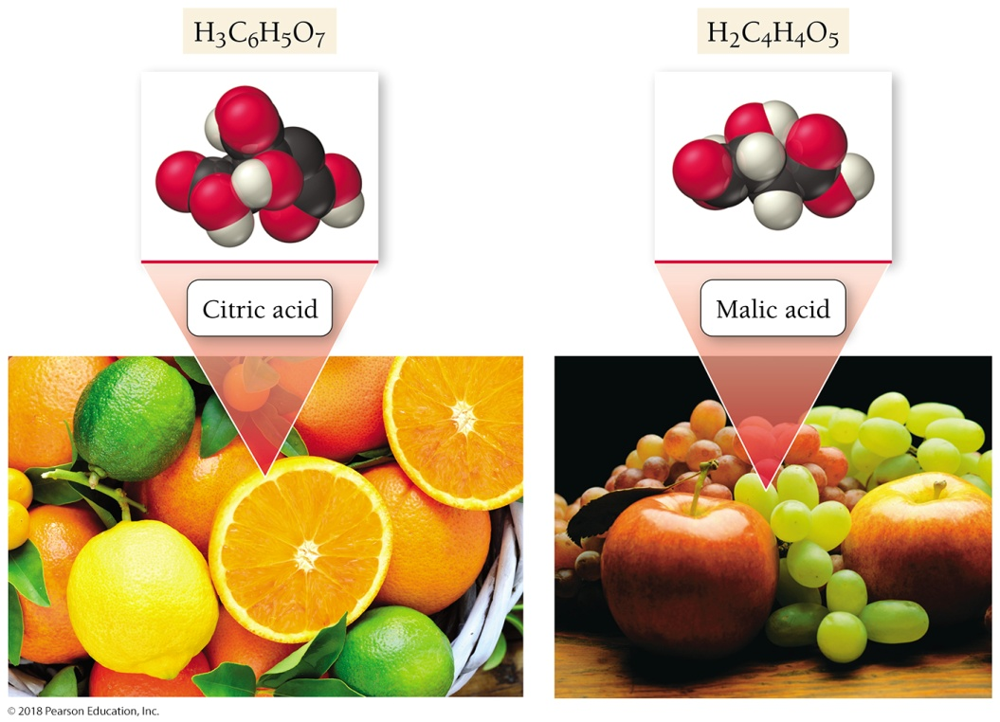 H₃C₆H₅O₇
H₂C₄H₄O₅
Citric acid
Malic acid
© 2018 Pearson Education, Inc.